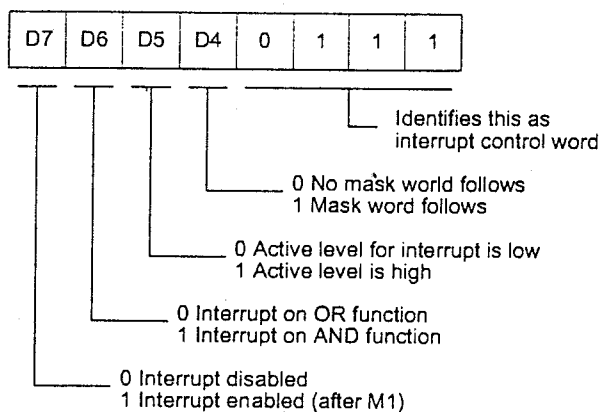 D7 D6 D5 D4 0 1 1 1
Identifies this as
interrupt control word
0 No mask world follows
1 Mask word follows
0 Active level for interrupt is low
1 Active level is high
0 Interrupt on OR function
1 Interrupt on AND function
0 Interrupt disabled
1 Interrupt enabled (after M1)